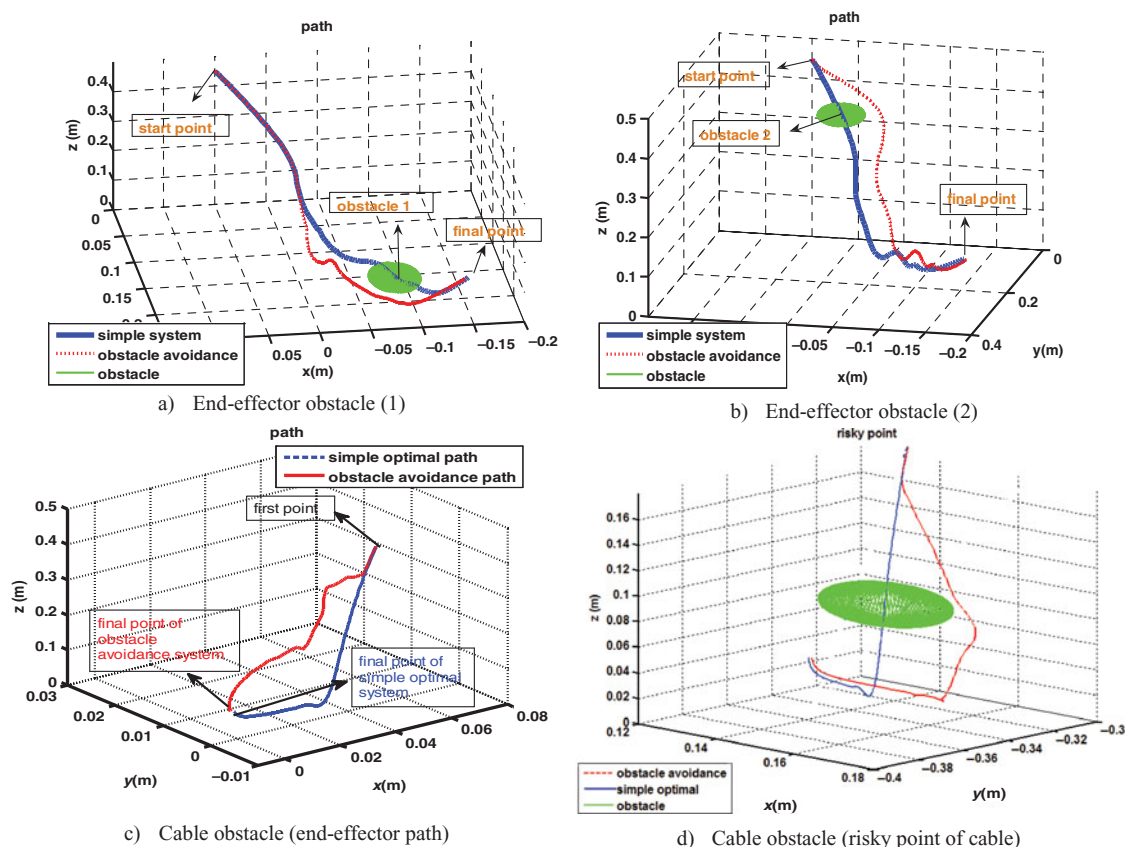 path
0.4
0.3
0.2
0.1
0
z (m)
start point
obstacle 1
final point
0
0.05
0.1
0.15
0.05
0
−0.05
−0.1
−0.15
−0.2
x(m)
simple system
obstacle avoidance
obstacle
a) End-effector obstacle (1)
path
0.5
0.4
0.3
0.2
0.1
0
z (m)
start point
obstacle 2
final point
0
0.2
0.4
y(m)
−0.05
−0.1
−0.15
−0.2
x(m)
simple system
obstacle avoidance
obstacle
b) End-effector obstacle (2)
path
simple optimal path
obstacle avoidance path
first point
0.5
0.4
0.3
0.2
0.1
0
z (m)
final point of
obstacle
avoidance system
final point of
simple optimal
system
0.03
0.02
0.01
0
−0.01
y(m)
0
0.02
0.04
0.06
0.08
x(m)
c) Cable obstacle (end-effector path)
risky point
0.16
0.14
0.12
0.1
0.08
0.06
0.04
0.02
0
z (m)
0.12
0.14
0.16
0.18
x(m)
−0.4
−0.38
−0.36
−0.34
−0.32
−0.3
y(m)
obstacle avoidance
simple optimal
obstacle
d) Cable obstacle (risky point of cable)